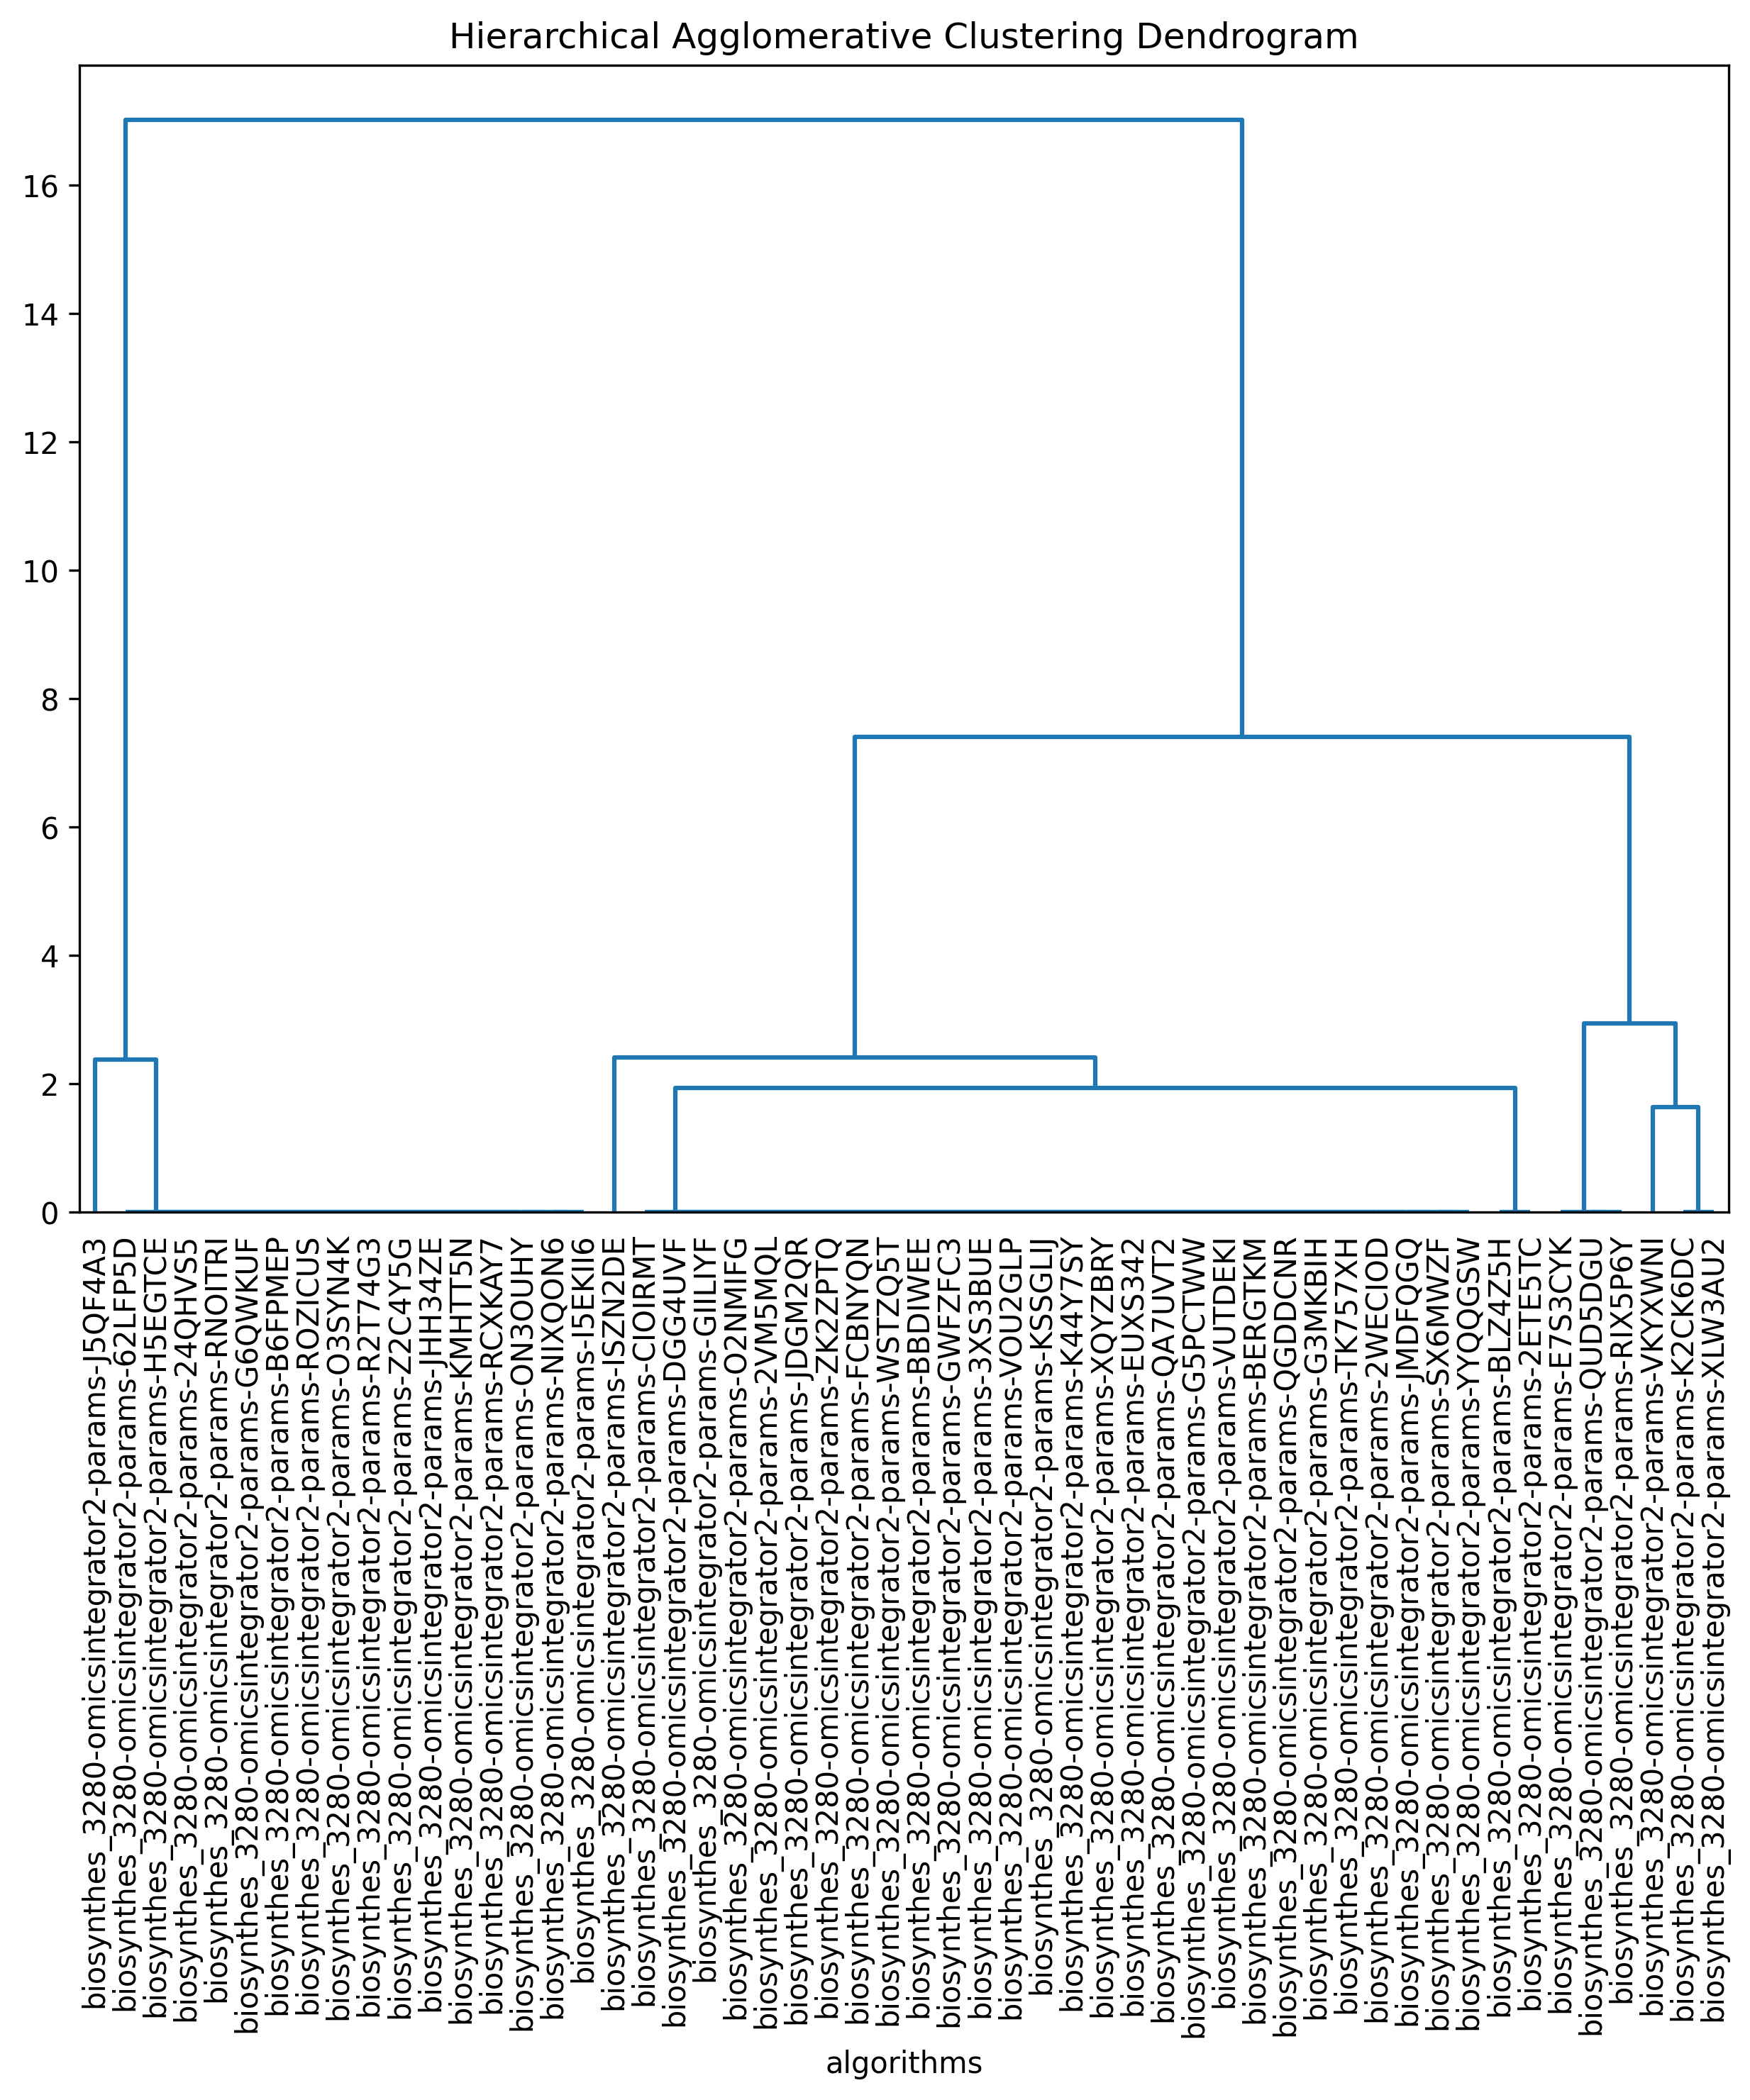 Hierarchical Agglomerative Clustering Dendrogram
16
14
12
10
8
6
4
2
0
biosynthes_3280-omicsintegrator2-params-J5QF4A3
biosynthes_3280-omicsintegrator2-params-62LFP5D
biosynthes_3280-omicsintegrator2-params-H5EGTCE
biosynthes_3280-omicsintegrator2-params-24QHVS5
biosynthes_3280-omicsintegrator2-params-RNOITRI
biosynthes_3280-omicsintegrator2-params-G6QWKUF
biosynthes_3280-omicsintegrator2-params-B6FPMEP
biosynthes_3280-omicsintegrator2-params-ROZICUS
biosynthes_3280-omicsintegrator2-params-O3SYN4K
biosynthes_3280-omicsintegrator2-params-R2T74G3
biosynthes_3280-omicsintegrator2-params-Z2C4Y5G
biosynthes_3280-omicsintegrator2-params-JHH34ZE
biosynthes_3280-omicsintegrator2-params-KMHTT5N
biosynthes_3280-omicsintegrator2-params-RCXKAY7
biosynthes_3280-omicsintegrator2-params-ON3OUHY
biosynthes_3280-omicsintegrator2-params-NIXQON6
biosynthes_3280-omicsintegrator2-params-I5EKII6
biosynthes_3280-omicsintegrator2-params-ISZN2DE
biosynthes_3280-omicsintegrator2-params-CIOIRMT
biosynthes_3280-omicsintegrator2-params-DGG4UVF
biosynthes_3280-omicsintegrator2-params-GIILIYF
biosynthes_3280-omicsintegrator2-params-O2NMIFG
biosynthes_3280-omicsintegrator2-params-2VM5MQL
biosynthes_3280-omicsintegrator2-params-JDGM2QR
biosynthes_3280-omicsintegrator2-params-ZK2ZPTQ
biosynthes_3280-omicsintegrator2-params-FCBNYQN
biosynthes_3280-omicsintegrator2-params-WSTZQ5T
biosynthes_3280-omicsintegrator2-params-BBDIWEE
biosynthes_3280-omicsintegrator2-params-GWFZFC3
biosynthes_3280-omicsintegrator2-params-3XS3BUE
biosynthes_3280-omicsintegrator2-params-VOU2GLP
biosynthes_3280-omicsintegrator2-params-KSSGLIJ
biosynthes_3280-omicsintegrator2-params-K44Y7SY
biosynthes_3280-omicsintegrator2-params-XQYZBRY
biosynthes_3280-omicsintegrator2-params-EUXS342
biosynthes_3280-omicsintegrator2-params-QA7UVT2
biosynthes_3280-omicsintegrator2-params-G5PCTWW
biosynthes_3280-omicsintegrator2-params-VUTDEKI
biosynthes_3280-omicsintegrator2-params-BERGTKM
biosynthes_3280-omicsintegrator2-params-QGDDCNR
biosynthes_3280-omicsintegrator2-params-G3MKBIH
biosynthes_3280-omicsintegrator2-params-TK757XH
biosynthes_3280-omicsintegrator2-params-2WECIOD
biosynthes_3280-omicsintegrator2-params-JMDFQGQ
biosynthes_3280-omicsintegrator2-params-SX6MWZF
biosynthes_3280-omicsintegrator2-params-YYQQGSW
biosynthes_3280-omicsintegrator2-params-BLZ4Z5H
biosynthes_3280-omicsintegrator2-params-2ETE5TC
biosynthes_3280-omicsintegrator2-params-E7S3CYK
biosynthes_3280-omicsintegrator2-params-QUD5DGU
biosynthes_3280-omicsintegrator2-params-RIX5P6Y
biosynthes_3280-omicsintegrator2-params-VKYXWNI
biosynthes_3280-omicsintegrator2-params-K2CK6DC
biosynthes_3280-omicsintegrator2-params-XLW3AU2
algorithms